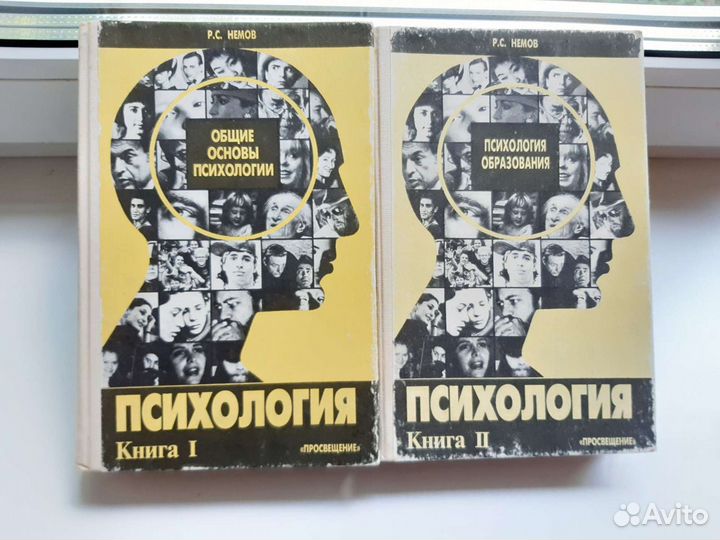 Р.С. НЕМОВ
ОБЩИЕ
ОСНОВЫ
ПСИХОЛОГИИ
ПСИХОЛОГИЯ
Книга I
«ПРОСВЕЩЕНИЕ»
Р.С. НЕМОВ
ПСИХОЛОГИЯ
ОБРАЗОВАНИЯ
ПСИХОЛОГИЯ
Книга II
«ПРОСВЕЩЕНИЕ»
Avito